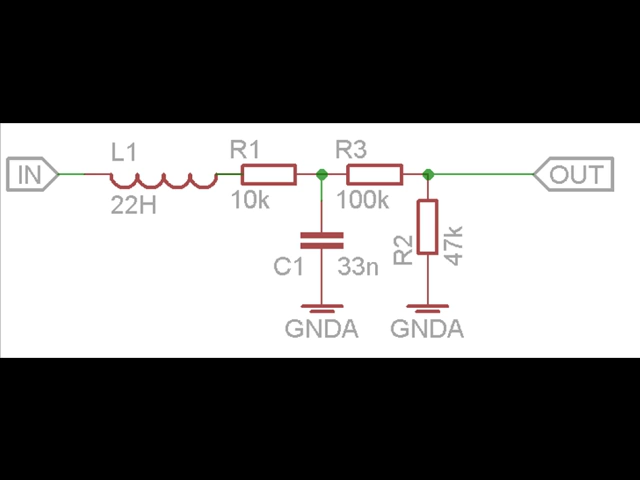 L1 R1 R3
IN OUT
22H 10k 100k
R2 47k
C1 33n
GNDA GNDA